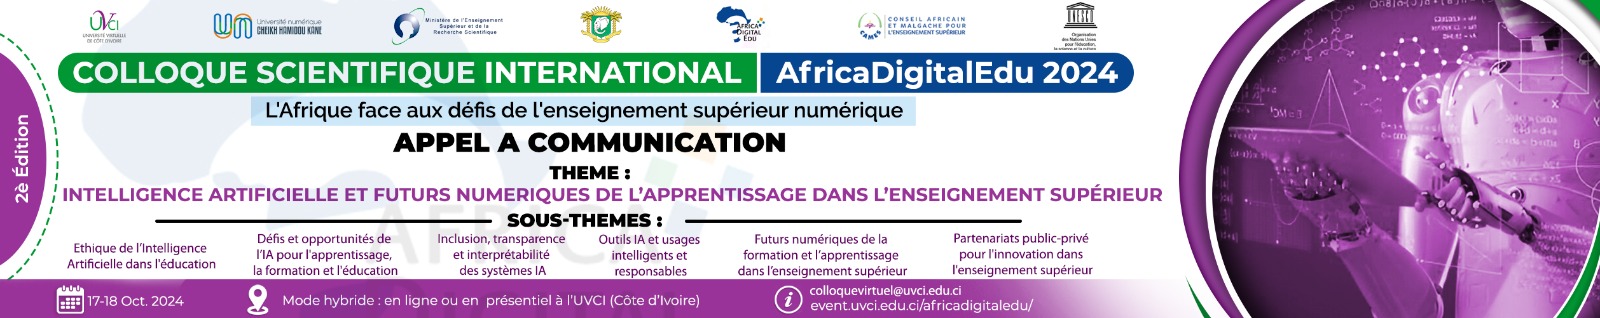 UVCI
UNIVERSITÉ VIRTUELLE
DE CÔTE D'IVOIRE
Université numérique
CHEIKH HAMIDOU KANE
Ministère de l'Enseignement
Supérieur et de la
Recherche Scientifique
AFRICA
DIGITAL
EDU
CAMES
CONSEIL AFRICAIN
ET MALGACHE POUR
L'ENSEIGNEMENT SUPÉRIEUR
UNESCO
Organisation
des Nations Unies
pour l'éducation,
la science et la culture
COLLOQUE SCIENTIFIQUE INTERNATIONAL
AfricaDigitalEdu 2024
L'Afrique face aux défis de l'enseignement supérieur numérique
2è Édition
APPEL A COMMUNICATION
THEME :
INTELLIGENCE ARTIFICIELLE ET FUTURS NUMERIQUES DE L'APPRENTISSAGE DANS L'ENSEIGNEMENT SUPÉRIEUR
SOUS-THEMES :
Ethique de l'Intelligence
Artificielle dans l'éducation
Défis et opportunités de
l'IA pour l'apprentissage,
la formation et l'éducation
Inclusion, transparence
et interprétabilité
des systèmes IA
Outils IA et usages
intelligents et
responsables
Futurs numériques de la
formation et l'apprentissage
dans l'enseignement supérieur
Partenariats public-privé
pour l'innovation dans
l'enseignement supérieur
17-18 Oct. 2024
Mode hybride : en ligne ou en présentiel à l'UVCI (Côte d'Ivoire)
colloquevirtuel@uvci.edu.ci
event.uvci.edu.ci/africadigitaledu/
AFRICA